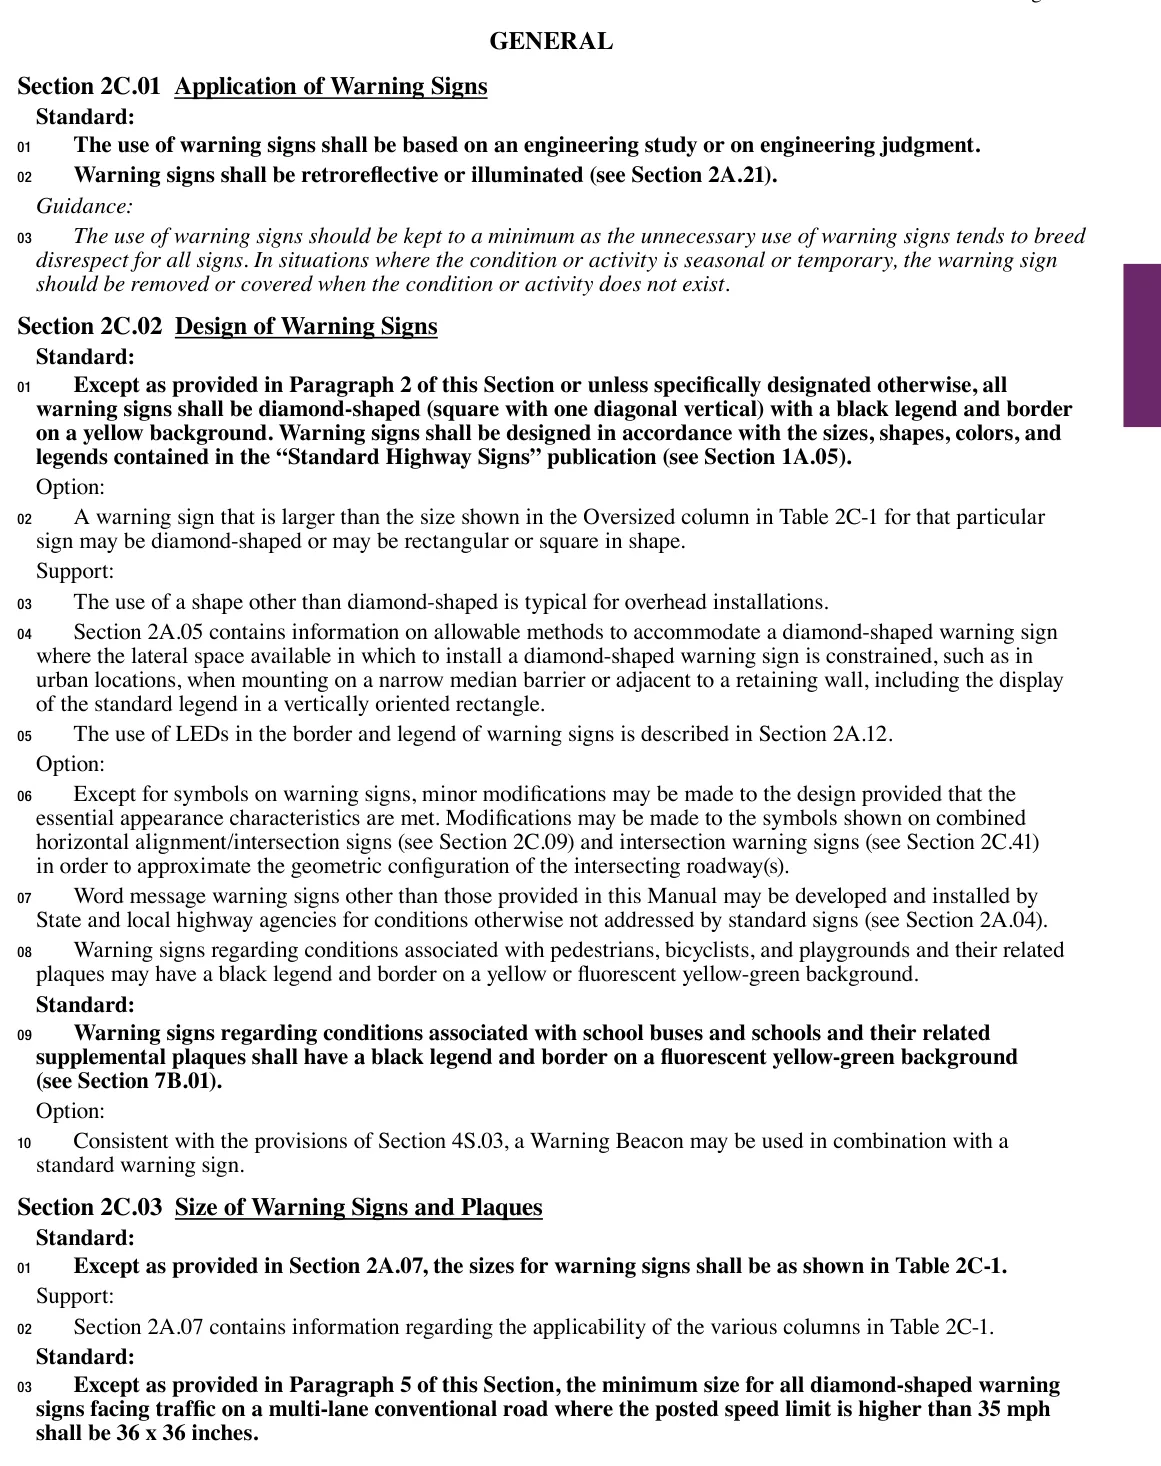 GENERAL
Section 2C.01 Application of Warning Signs
Standard:
01 The use of warning signs shall be based on an engineering study or on engineering judgment.
02 Warning signs shall be retroreflective or illuminated (see Section 2A.21).
Guidance:
03 The use of warning signs should be kept to a minimum as the unnecessary use of warning signs tends to breed
disrespect for all signs. In situations where the condition or activity is seasonal or temporary, the warning sign
should be removed or covered when the condition or activity does not exist.
Section 2C.02 Design of Warning Signs
Standard:
01 Except as provided in Paragraph 2 of this Section or unless specifically designated otherwise, all
warning signs shall be diamond-shaped (square with one diagonal vertical) with a black legend and border
on a yellow background. Warning signs shall be designed in accordance with the sizes, shapes, colors, and
legends contained in the “Standard Highway Signs” publication (see Section 1A.05).
Option:
02 A warning sign that is larger than the size shown in the Oversized column in Table 2C-1 for that particular
sign may be diamond-shaped or may be rectangular or square in shape.
Support:
03 The use of a shape other than diamond-shaped is typical for overhead installations.
04 Section 2A.05 contains information on allowable methods to accommodate a diamond-shaped warning sign
where the lateral space available in which to install a diamond-shaped warning sign is constrained, such as in
urban locations, when mounting on a narrow median barrier or adjacent to a retaining wall, including the display
of the standard legend in a vertically oriented rectangle.
05 The use of LEDs in the border and legend of warning signs is described in Section 2A.12.
Option:
06 Except for symbols on warning signs, minor modifications may be made to the design provided that the
essential appearance characteristics are met. Modifications may be made to the symbols shown on combined
horizontal alignment/intersection signs (see Section 2C.09) and intersection warning signs (see Section 2C.41)
in order to approximate the geometric configuration of the intersecting roadway(s).
07 Word message warning signs other than those provided in this Manual may be developed and installed by
State and local highway agencies for conditions otherwise not addressed by standard signs (see Section 2A.04).
08 Warning signs regarding conditions associated with pedestrians, bicyclists, and playgrounds and their related
plaques may have a black legend and border on a yellow or fluorescent yellow-green background.
Standard:
09 Warning signs regarding conditions associated with school buses and schools and their related
supplemental plaques shall have a black legend and border on a fluorescent yellow-green background
(see Section 7B.01).
Option:
10 Consistent with the provisions of Section 4S.03, a Warning Beacon may be used in combination with a
standard warning sign.
Section 2C.03 Size of Warning Signs and Plaques
Standard:
01 Except as provided in Section 2A.07, the sizes for warning signs shall be as shown in Table 2C-1.
Support:
02 Section 2A.07 contains information regarding the applicability of the various columns in Table 2C-1.
Standard:
03 Except as provided in Paragraph 5 of this Section, the minimum size for all diamond-shaped warning
signs facing traffic on a multi-lane conventional road where the posted speed limit is higher than 35 mph
shall be 36 x 36 inches.